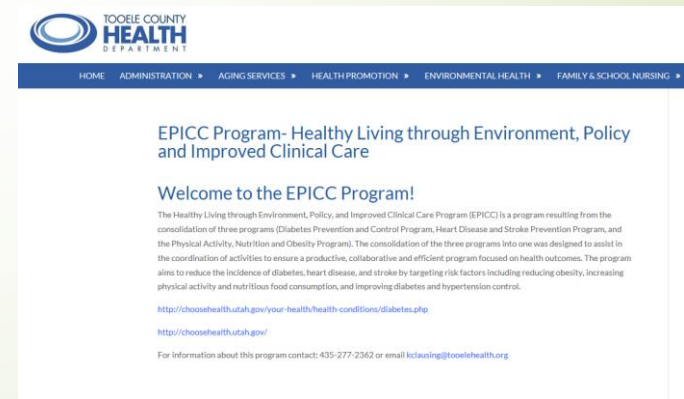 TOOELE COUNTY
HEALTH
DEPARTMENT
HOME ADMINISTRATION » AGING SERVICES » HEALTH PROMOTION » ENVIRONMENTAL HEALTH » FAMILY & SCHOOL NURSING »
EPICC Program- Healthy Living through Environment, Policy
and Improved Clinical Care
Welcome to the EPICC Program!
The Healthy Living through Environment, Policy, and Improved Clinical Care Program (EPICC) is a program resulting from the
consolidation of three programs (Diabetes Prevention and Control Program, Heart Disease and Stroke Prevention Program, and
the Physical Activity, Nutrition and Obesity Program). The consolidation of the three programs into one was designed to assist in
the coordination of activities to ensure a productive, collaborative and efficient program focused on health outcomes. The program
aims to reduce the incidence of diabetes, heart disease, and stroke by targeting risk factors including reducing obesity, increasing
physical activity and nutritious food consumption, and improving diabetes and hypertension control.
http://choosehealth.utah.gov/your-health/health-conditions/diabetes.php
http://choosehealth.utah.gov/
For information about this program contact: 435-277-2362 or email kclausing@tooelehealth.org